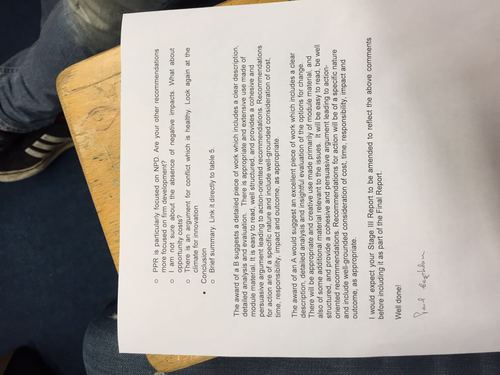 o PPR is particularly focused on NPD. Are your other recommendations
more focused on firm development?
o I am not sure about the absence of negative impacts. What about
opportunity costs?
o There is an argument for conflict which is healthy. Look again at the
climate for innovation
• Conclusion
o Brief summary. Link it directly to table 5.
The award of a B suggests a detailed piece of work which includes a clear description,
detailed analysis and evaluation. There is appropriate and extensive use made of
module material. It is easy to read, well structured, and provides a cohesive and
persuasive argument leading to action-oriented recommendations. Recommendations
for action are of a specific nature and include well-grounded consideration of cost,
time, responsibility, impact and outcome, as appropriate.
The award of an A would suggest an excellent piece of work which includes a clear
description, detailed analysis and insightful evaluation of the options for change.
There will be appropriate and creative use made primarily of module material, and
also of some additional material relevant to the issues. It will be easy to read, be well
structured, and provide a cohesive and persuasive argument leading to action-
oriented recommendations. Recommendations for action will be of a specific nature
and include well-grounded consideration of cost, time, responsibility, impact and
outcome, as appropriate.
I would expect your Stage III Report to be amended to reflect the above comments
before including it as part of the Final Report.
Well done!
Paul